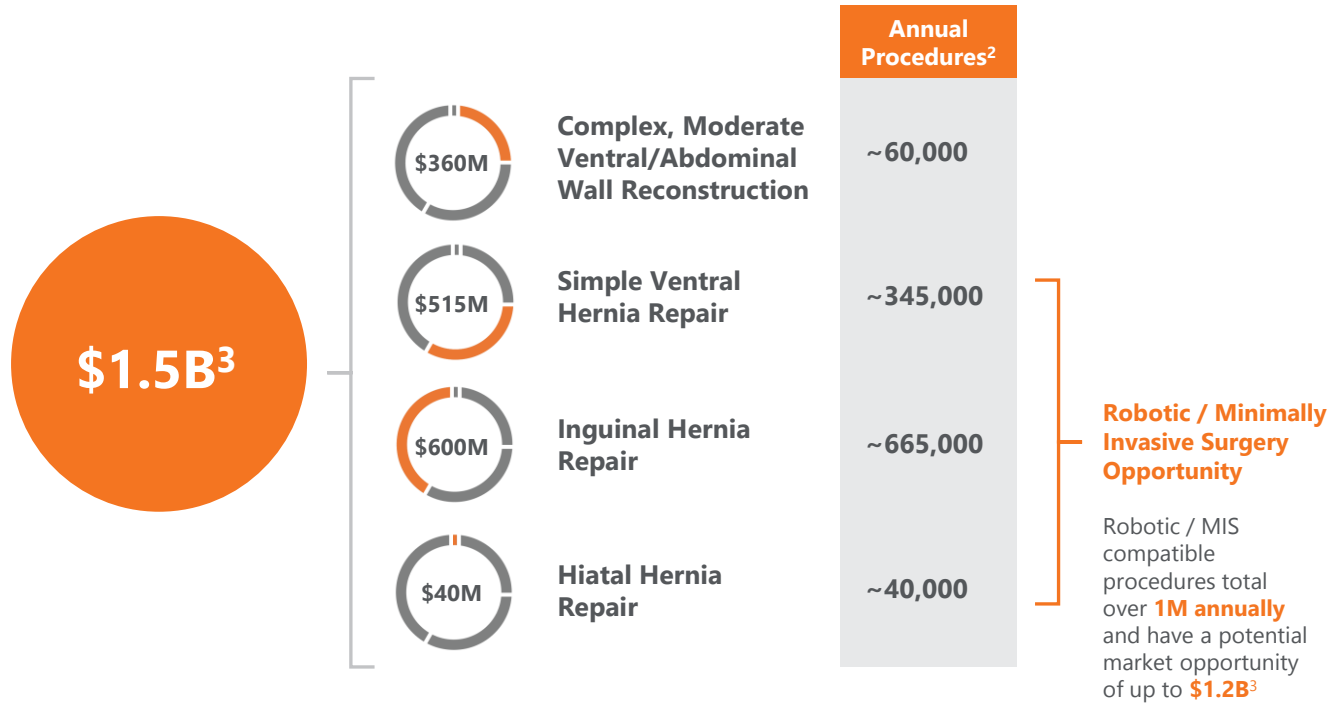 Annual
Procedures²
$1.5B³
$360M
Complex, Moderate
Ventral/Abdominal
Wall Reconstruction
~60,000
$515M
Simple Ventral
Hernia Repair
~345,000
$600M
Inguinal Hernia
Repair
~665,000
$40M
Hiatal Hernia
Repair
~40,000
Robotic / Minimally
Invasive Surgery
Opportunity
Robotic / MIS
compatible
procedures total
over 1M annually
and have a potential
market opportunity
of up to $1.2B³